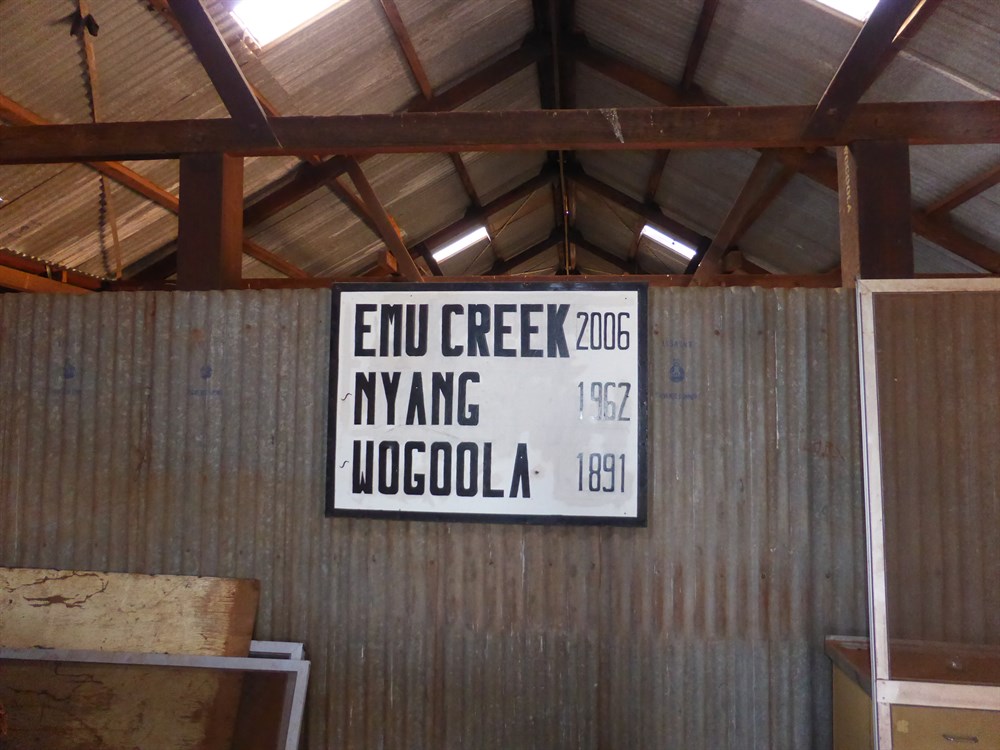 EMU CREEK 2006
NYANG 1962
WOGOOLA 1891